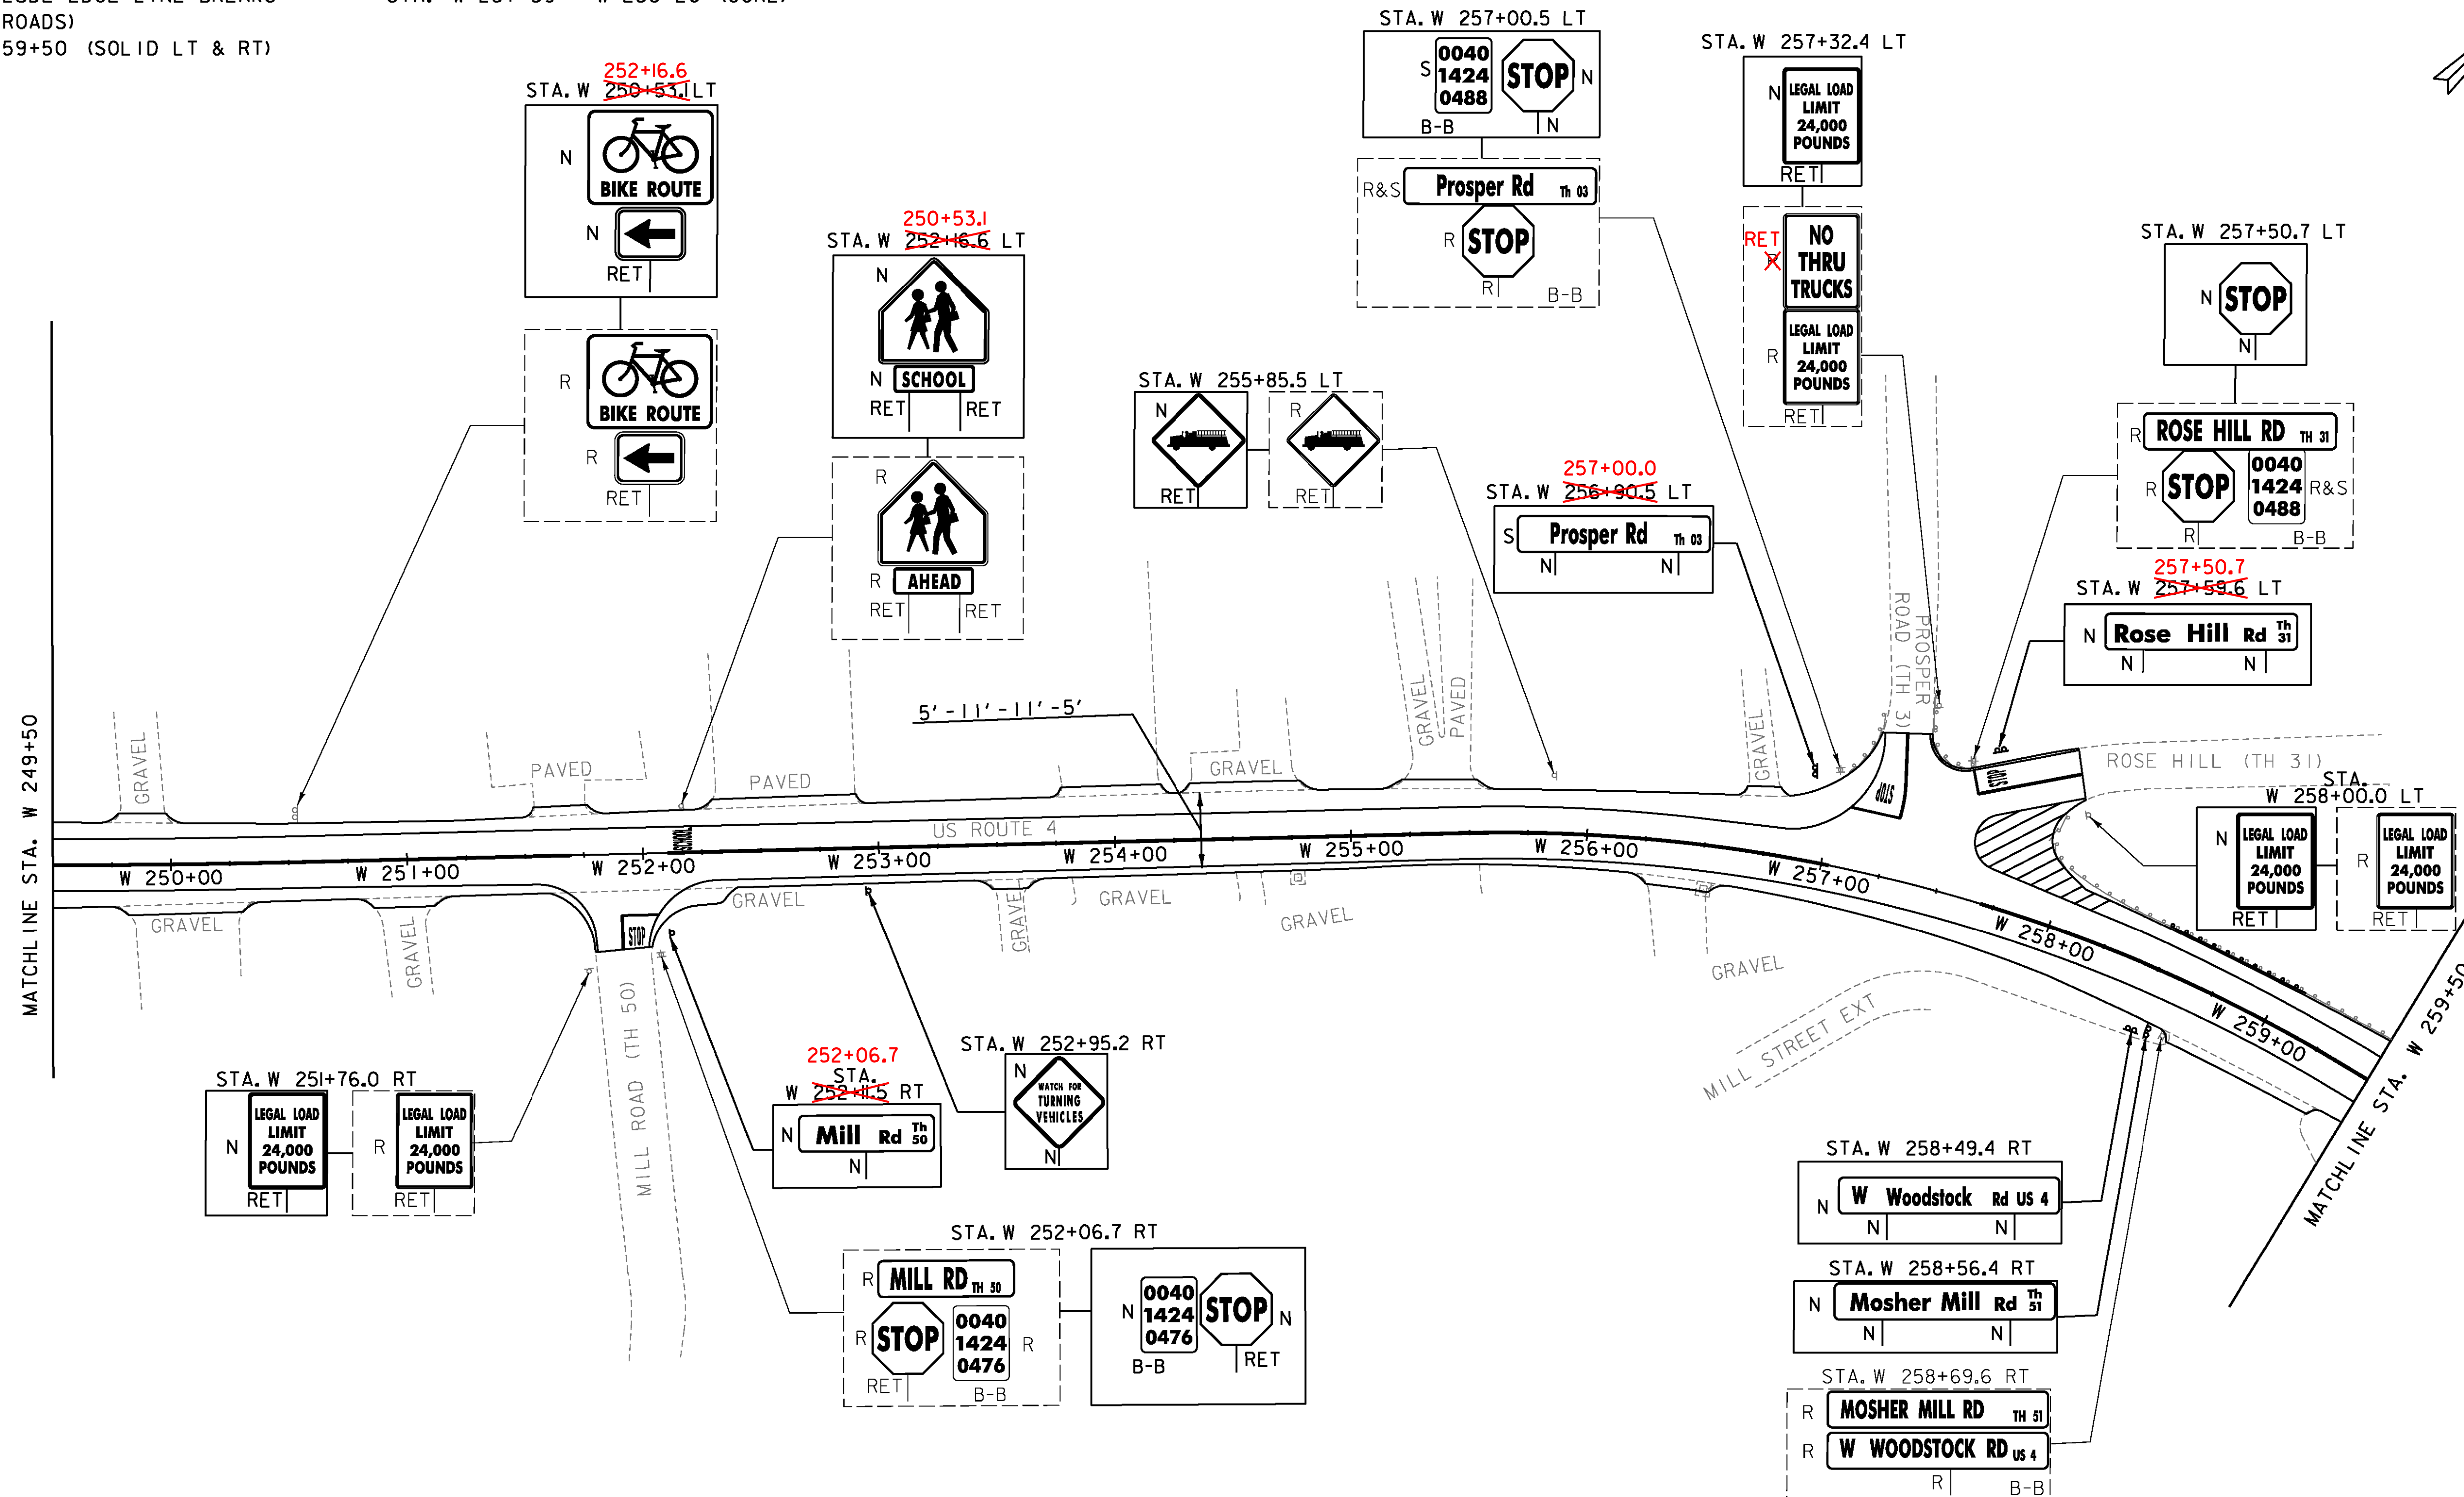 ROADS)
59+50 (SOLID LT & RT)
252+16.6
STA. W 250+53.1 LT
N
BIKE ROUTE
N
RET
R
BIKE ROUTE
R
RET
250+53.1
STA. W 252+16.6 LT
N
N SCHOOL
RET RET
R
R AHEAD
RET RET
STA. W 257+00.5 LT
S 0040 STOP N
1424
0488
B-B N
R&S Prosper Rd Th 03
R STOP
R B-B
STA. W 257+32.4 LT
N LEGAL LOAD
LIMIT
24,000
POUNDS
RET
RET NO
R THRU
TRUCKS
R LEGAL LOAD
LIMIT
24,000
POUNDS
RET
STA. W 257+50.7 LT
N STOP
N
R ROSE HILL RD TH 31
R STOP 0040
1424 R&S
0488
R B-B
STA. W 255+85.5 LT
N R
RET RET
257+00.0
STA. W 256+90.5 LT
S Prosper Rd Th 03
N N
257+50.7
STA. W 257+59.6 LT
N Rose Hill Rd Th 31
N N
MATCHLINE STA. W 249+50
GRAVEL
PAVED
PAVED
5'-11'-11'-5'
GRAVEL
GRAVEL
PAVED
GRAVEL
PROSPER
ROAD (TH 3)
STOP
STOP
ROSE HILL (TH 31)
STA.
W 258+00.0 LT
N LEGAL LOAD
LIMIT
24,000
POUNDS
RET
R LEGAL LOAD
LIMIT
24,000
POUNDS
RET
SCHOOL
US ROUTE 4
W 250+00
W 251+00
W 252+00
W 253+00
W 254+00
W 255+00
W 256+00
W 257+00
W 258+00
W 259+00
GRAVEL
GRAVEL
STOP
GRAVEL
GRAVEL
GRAVEL
GRAVEL
GRAVEL
MILL STREET EXT
MATCHLINE STA. W 259+50
MILL ROAD (TH 50)
STA. W 251+76.0 RT
N LEGAL LOAD
LIMIT
24,000
POUNDS
RET
R LEGAL LOAD
LIMIT
24,000
POUNDS
RET
252+06.7
STA.
W 252+11.5 RT
N Mill Rd Th 50
N
STA. W 252+95.2 RT
N
WATCH FOR
TURNING
VEHICLES
N
STA. W 252+06.7 RT
R MILL RD TH 50
R STOP 0040
1424 R
0476
RET B-B
N 0040 STOP N
1424
0476
B-B RET
STA. W 258+49.4 RT
N W Woodstock Rd US 4
N N
STA. W 258+56.4 RT
N Mosher Mill Rd Th 51
N N
STA. W 258+69.6 RT
R MOSHER MILL RD TH 51
R W WOODSTOCK RD US 4
R B-B